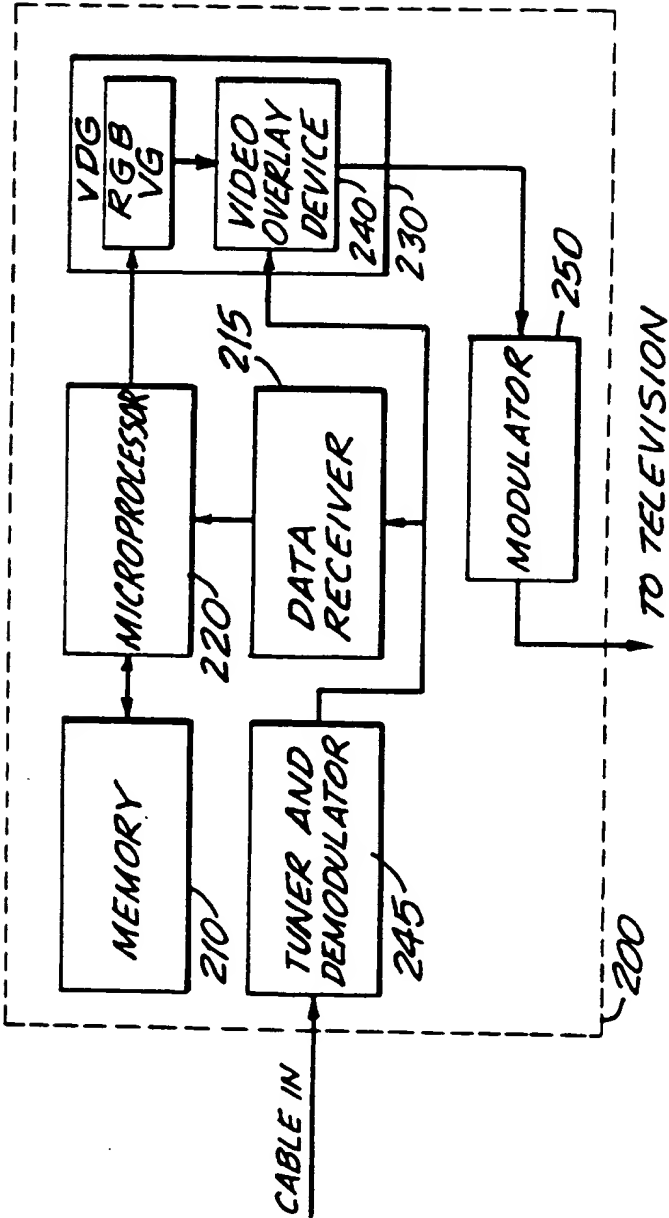 MEMORY
210
MICROPROCESSOR
220
VDG
RGB
VG
VIDEO
OVERLAY
DEVICE
240
230
TUNER AND
DEMODULATOR
245
DATA
RECEIVER
215
CABLE IN
MODULATOR
250
200
TO TELEVISION